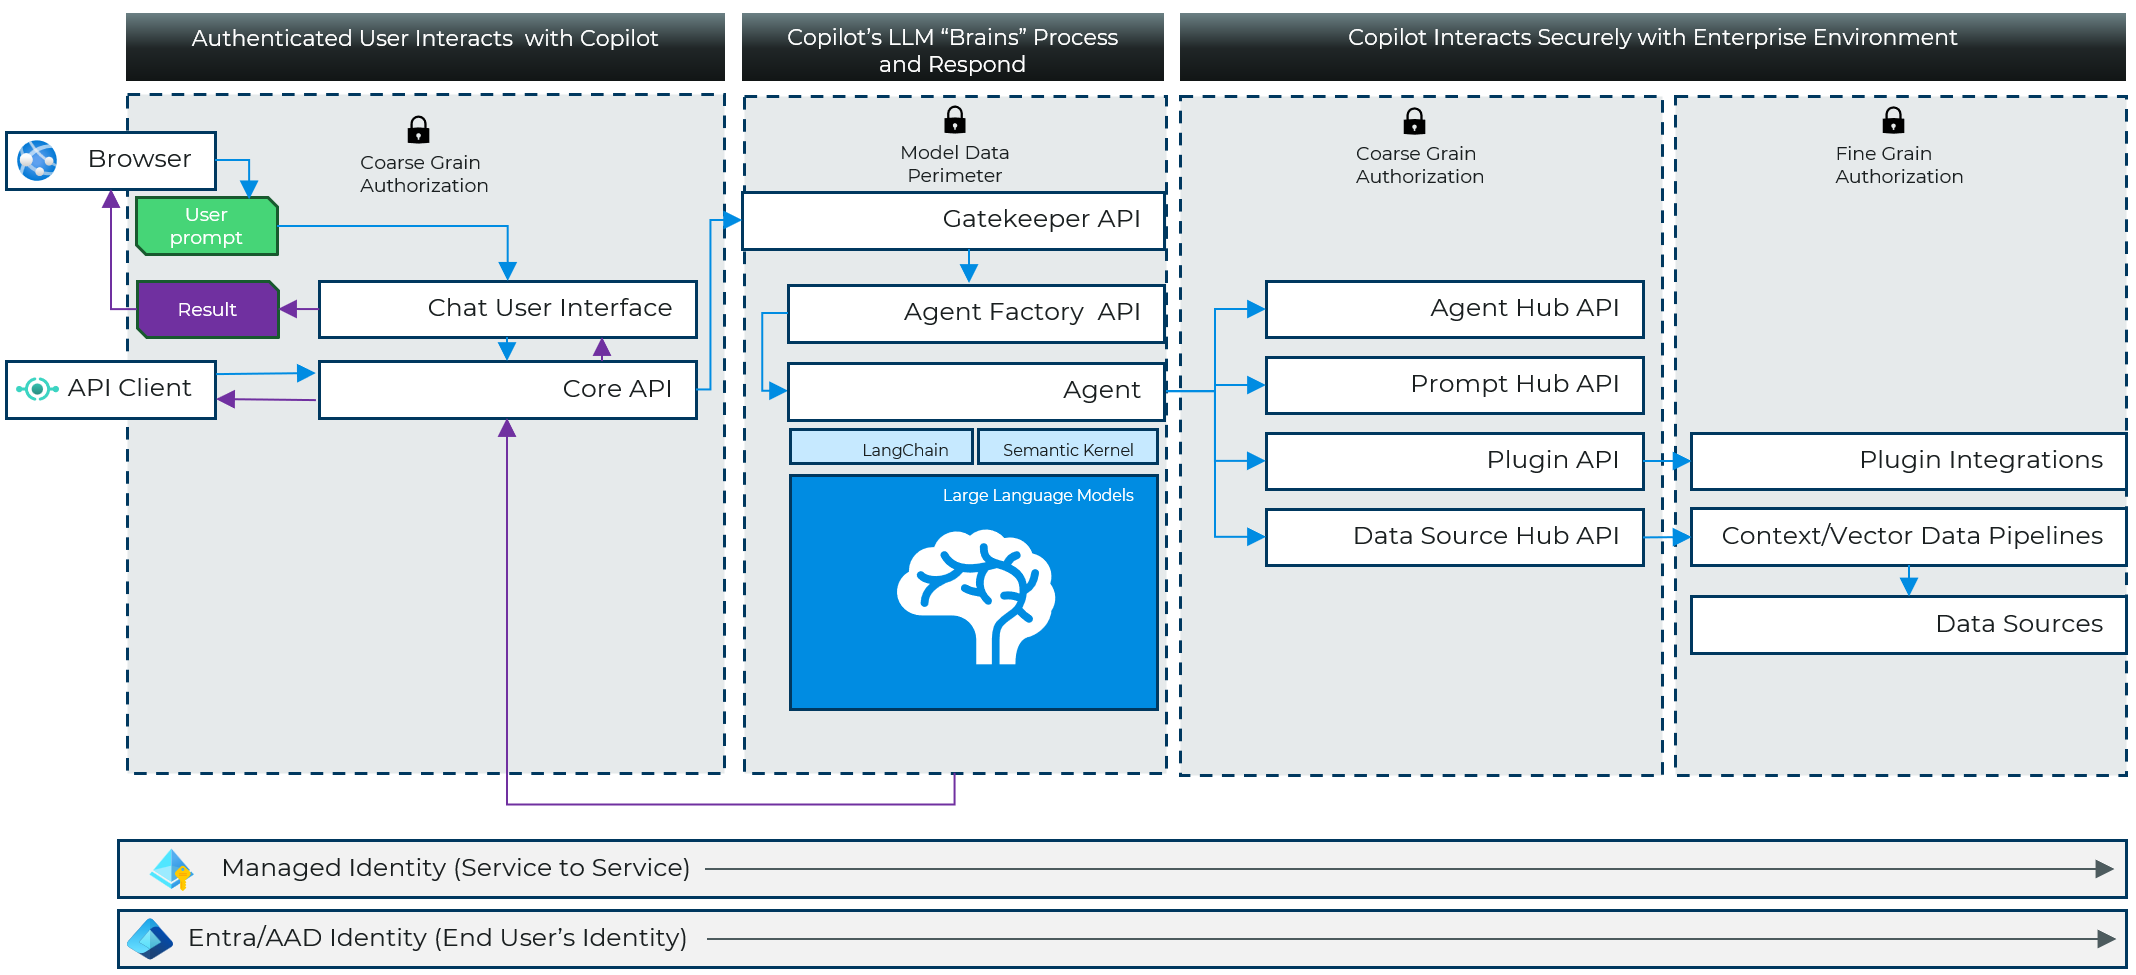 Authenticated User Interacts  with Copilot
Copilot’s LLM “Brains” Process
and Respond
Copilot Interacts Securely with Enterprise Environment
Coarse Grain
Authorization
Browser
User
prompt
Result
Chat User Interface
API Client
Core API
Model Data
Perimeter
Gatekeeper API
Agent Factory  API
Agent
LangChain
Semantic Kernel
Large Language Models
Coarse Grain
Authorization
Agent Hub API
Prompt Hub API
Plugin API
Data Source Hub API
Fine Grain
Authorization
Plugin Integrations
Context/Vector Data Pipelines
Data Sources
Managed Identity (Service to Service)
Entra/AAD Identity (End User’s Identity)